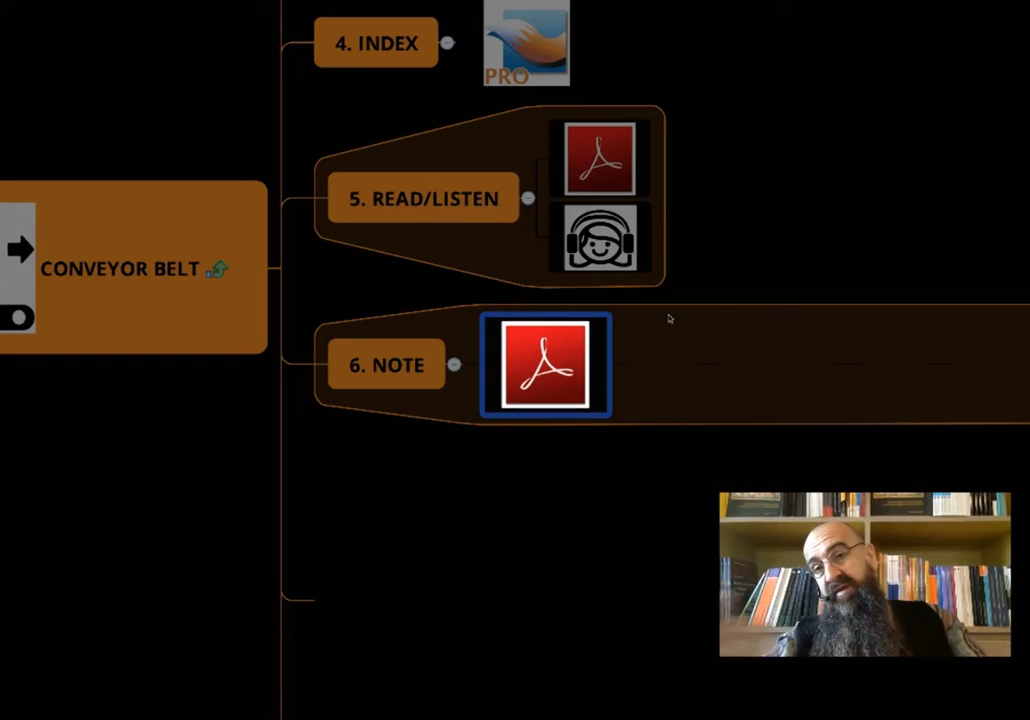 4. INDEX
PRO
5. READ/LISTEN
CONVEYOR BELT
6. NOTE